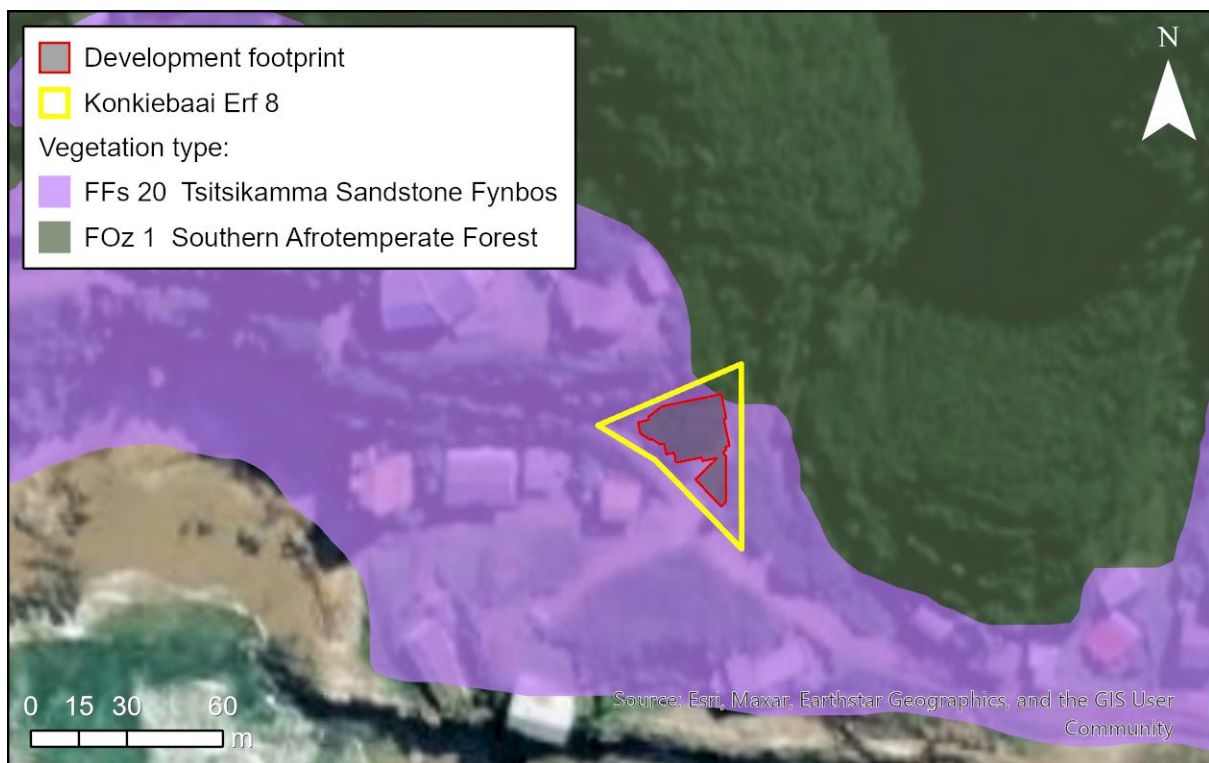 Development footprint
Konkiebaai Erf 8
Vegetation type:
FFs 20 Tsitsikamma Sandstone Fynbos
FOz 1 Southern Afrotemperate Forest
N
0 15 30 60
m
Source: Esri, Maxar, Earthstar Geographics, and the GIS User
Community